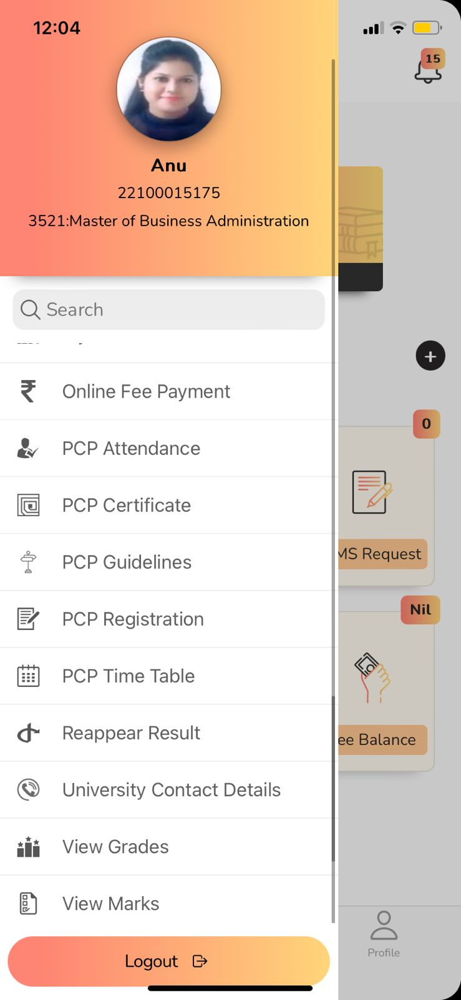 12:04
15
Anu
22100015175
3521:Master of Business Administration
Search
Online Fee Payment
PCP Attendance
PCP Certificate
PCP Guidelines
PCP Registration
PCP Time Table
Reappear Result
University Contact Details
View Grades
View Marks
Logout
0
MS Request
Nil
ee Balance
Profile